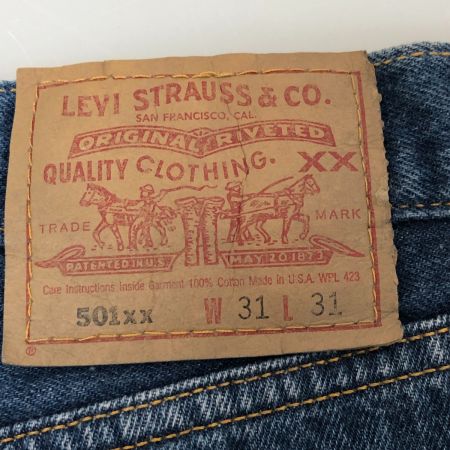 LEVI STRAUSS & CO.
SAN FRANCISCO, CAL.
ORIGINAL RIVETED
QUALITY CLOTHING. XX
TRADE MARK
PATENTED IN U.S. MAY 20 1873
Care Instructions Inside Garment 100% Cotton Made in U.S.A. WPL 423
501xx W 31 L 31
®